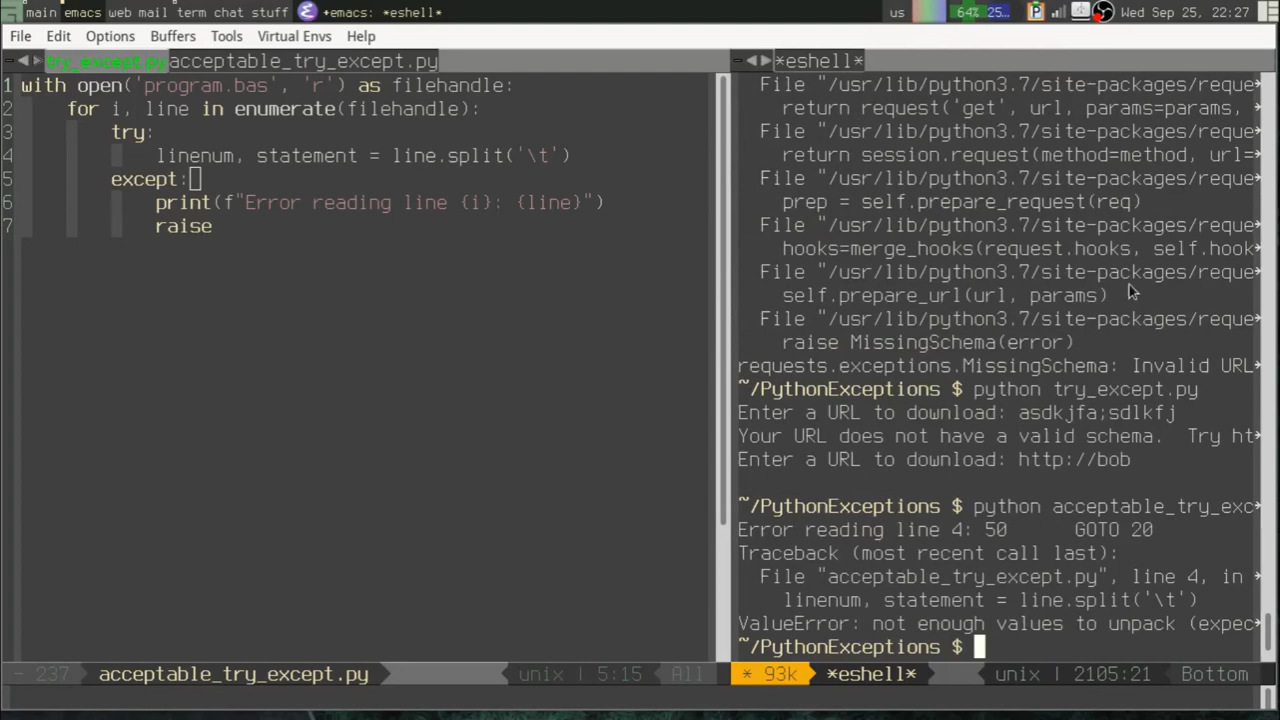 main emacs web mail term chat stuff +emacs: *eshell* us 64% 25... P Wed Sep 25, 22:27
File Edit Options Buffers Tools Virtual Envs Help
try_except.py acceptable_try_except.py
1 with open('program.bas', 'r') as filehandle:
2 for i, line in enumerate(filehandle):
3 try:
4 linenum, statement = line.split('\t')
5 except:
6 print(f"Error reading line {i}: {line}")
7 raise
- 237 acceptable_try_except.py unix | 5:15 All
*eshell*
File "/usr/lib/python3.7/site-packages/reque
return request('get', url, params=params,
File "/usr/lib/python3.7/site-packages/reque
return session.request(method=method, url=
File "/usr/lib/python3.7/site-packages/reque
prep = self.prepare_request(req)
File "/usr/lib/python3.7/site-packages/reque
hooks=merge_hooks(request.hooks, self.hook
File "/usr/lib/python3.7/site-packages/reque
self.prepare_url(url, params)
File "/usr/lib/python3.7/site-packages/reque
raise MissingSchema(error)
requests.exceptions.MissingSchema: Invalid URL
~/PythonExceptions $ python try_except.py
Enter a URL to download: asdkjfa;sdlkfj
Your URL does not have a valid schema.  Try ht
Enter a URL to download: http://bob
~/PythonExceptions $ python acceptable_try_exc
Error reading line 4: 50      GOTO 20
Traceback (most recent call last):
File "acceptable_try_except.py", line 4, in
linenum, statement = line.split('\t')
ValueError: not enough values to unpack (expec
~/PythonExceptions $
* 93k *eshell* unix | 2105:21 Bottom